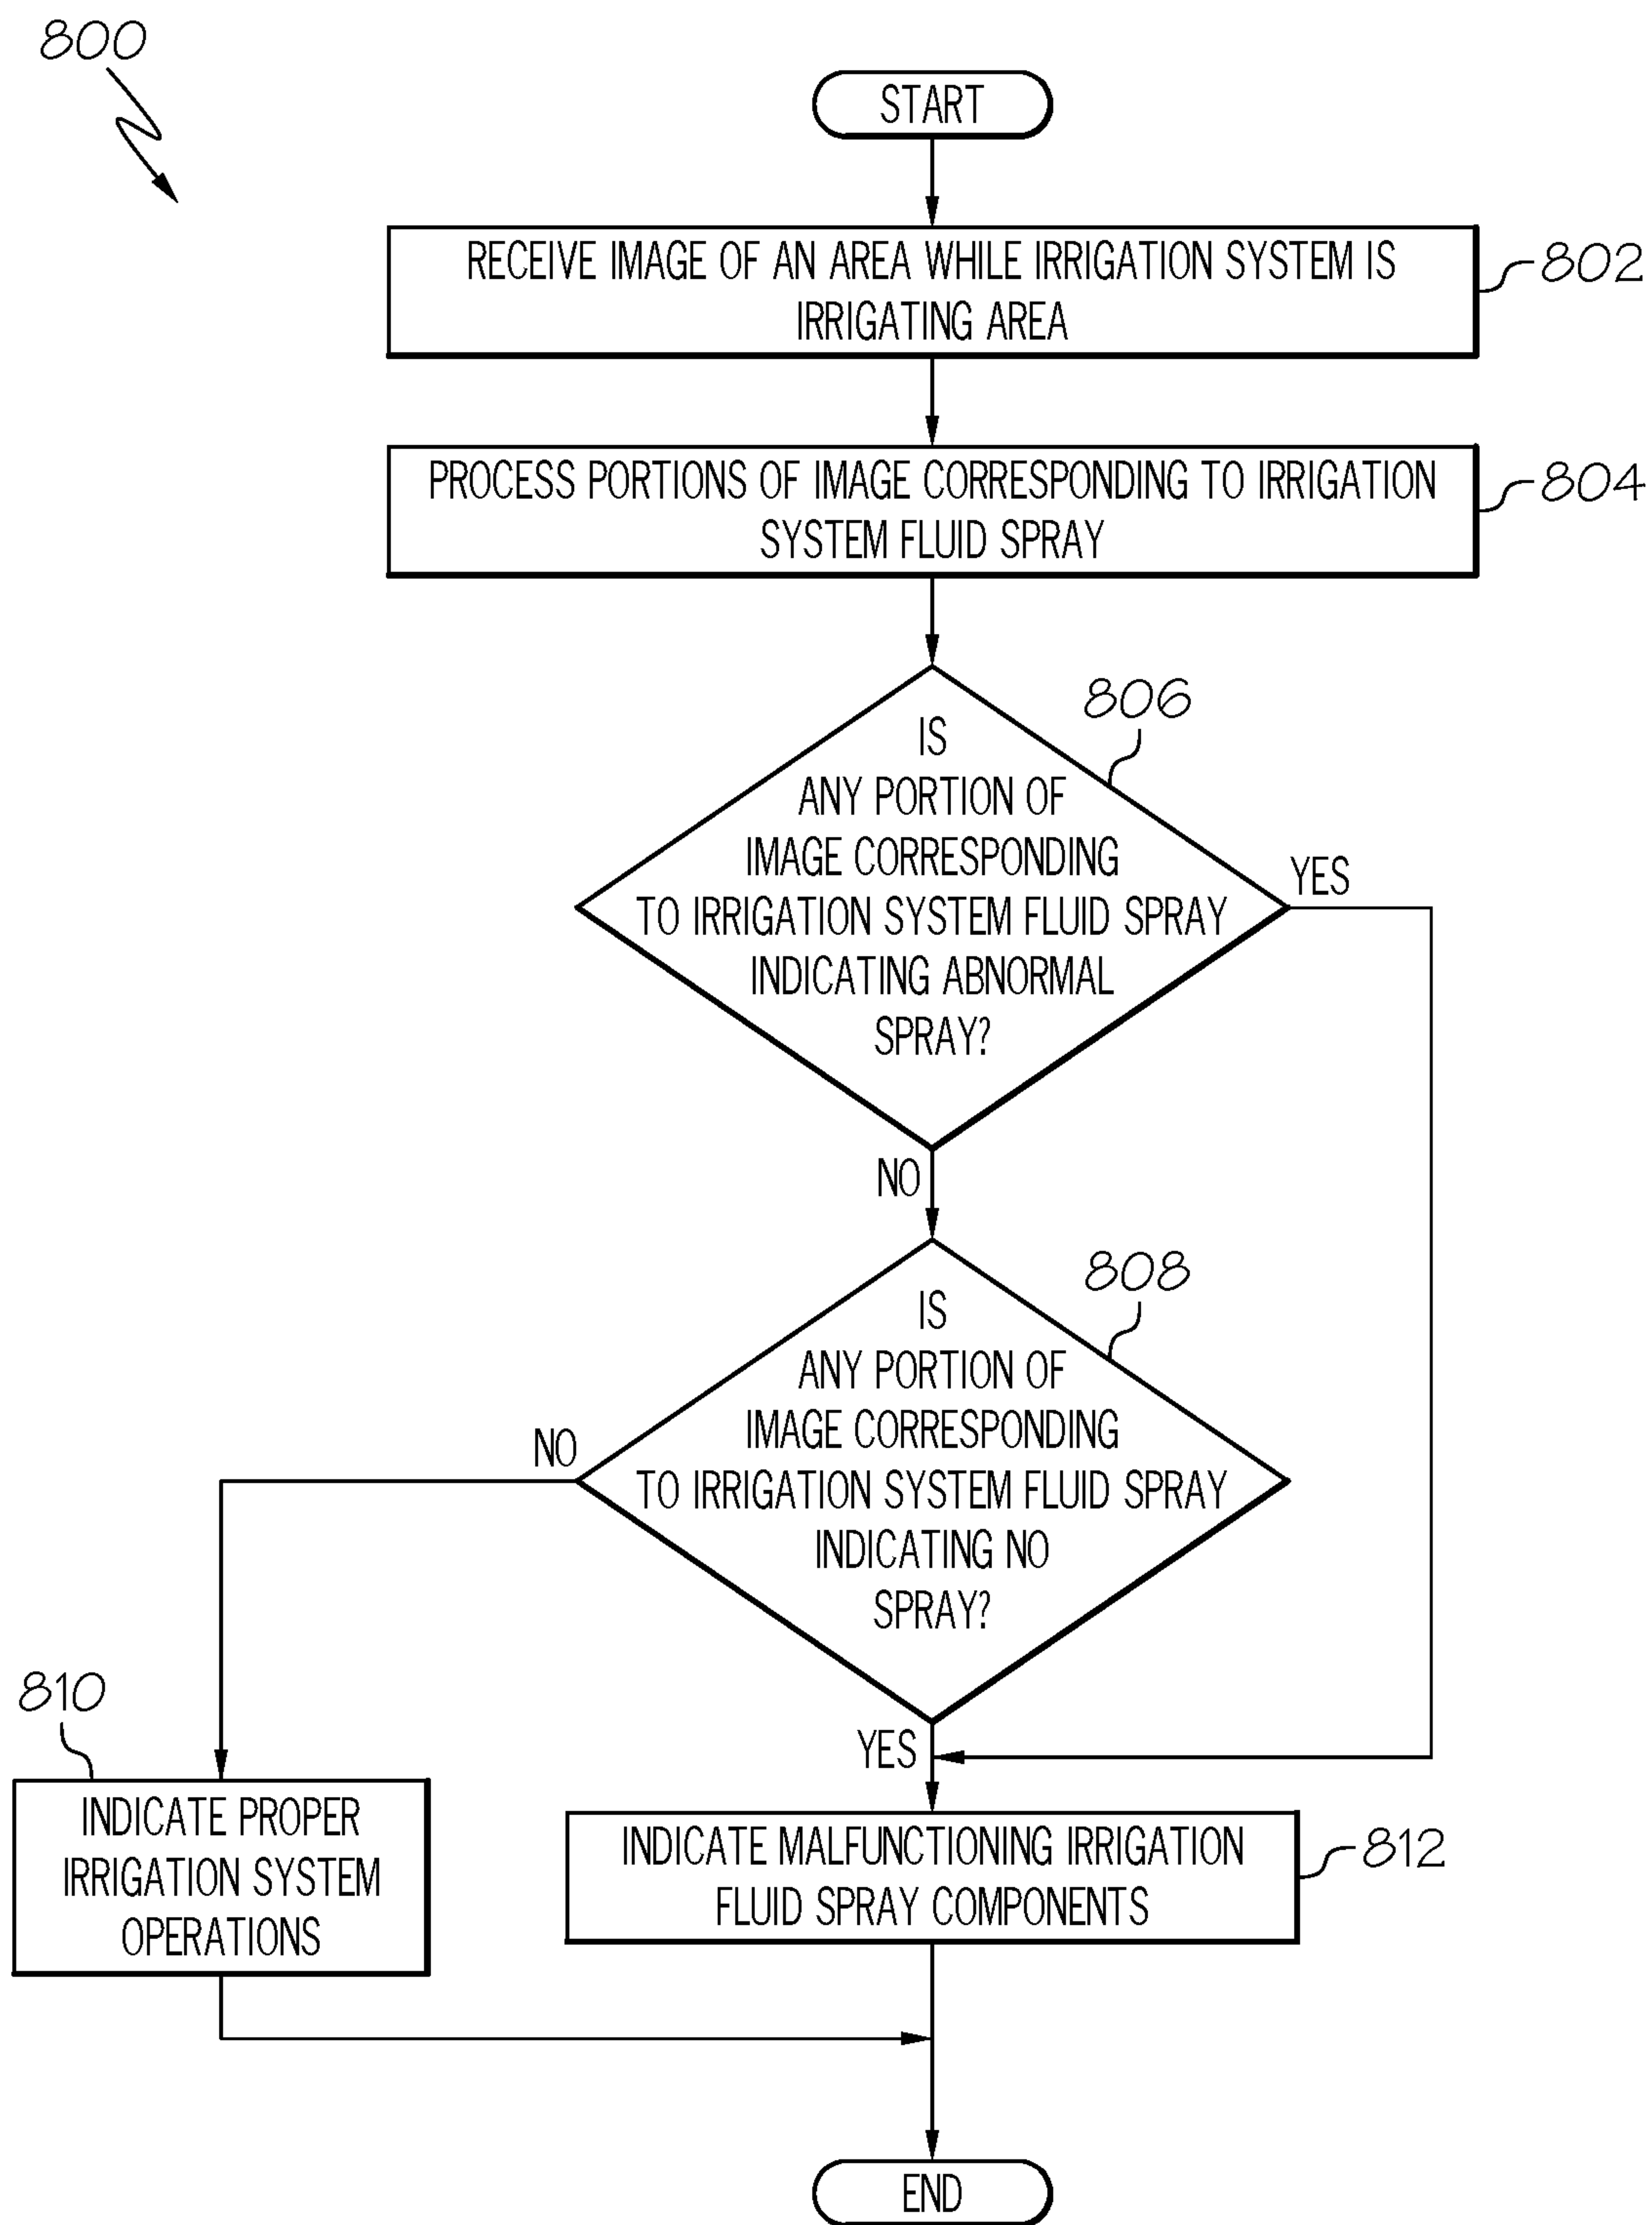 800
START
RECEIVE IMAGE OF AN AREA WHILE IRRIGATION SYSTEM IS
IRRIGATING AREA
802
PROCESS PORTIONS OF IMAGE CORRESPONDING TO IRRIGATION
SYSTEM FLUID SPRAY
804
806
IS
ANY PORTION OF
IMAGE CORRESPONDING
TO IRRIGATION SYSTEM FLUID SPRAY
INDICATING ABNORMAL
SPRAY?
YES
NO
808
IS
ANY PORTION OF
IMAGE CORRESPONDING
TO IRRIGATION SYSTEM FLUID SPRAY
INDICATING NO
SPRAY?
NO
YES
810
INDICATE PROPER
IRRIGATION SYSTEM
OPERATIONS
INDICATE MALFUNCTIONING IRRIGATION
FLUID SPRAY COMPONENTS
812
END